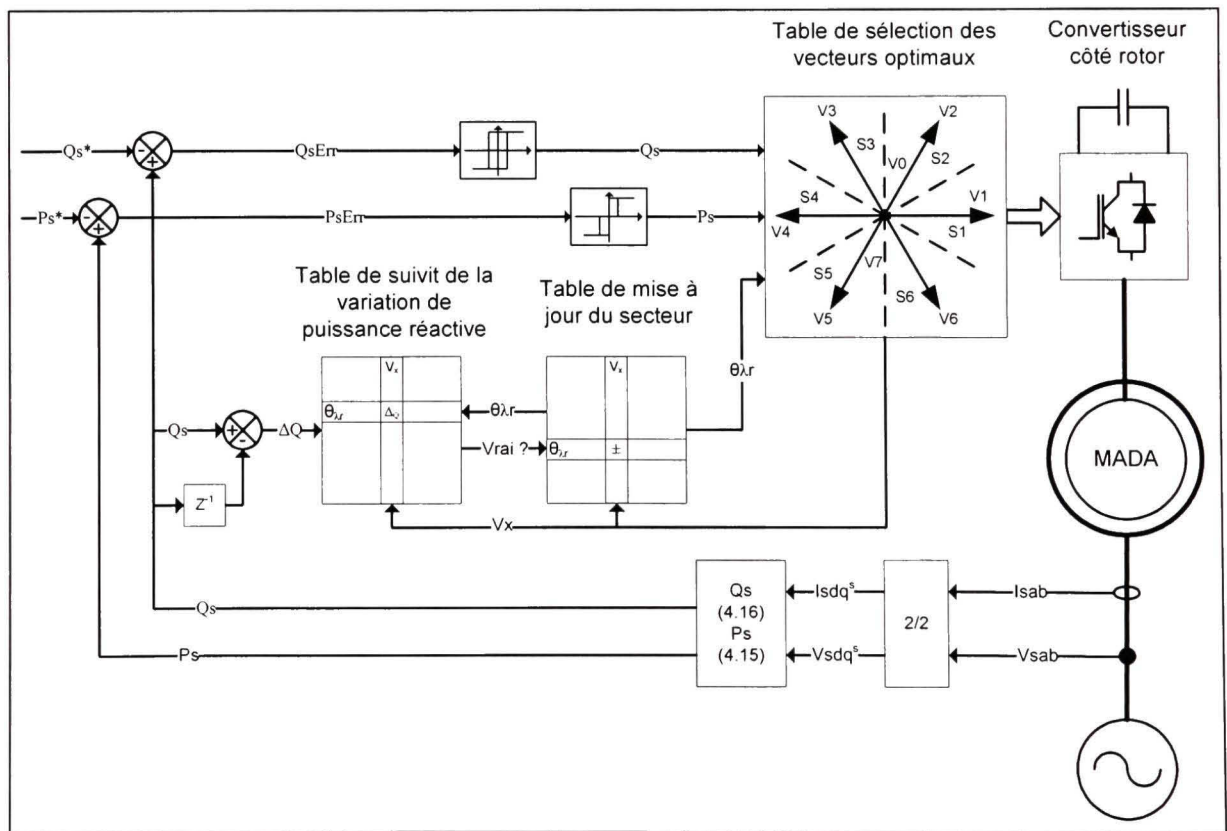 Table de sélection des
vecteurs optimaux
Convertisseur
côté rotor
Qs*
-
+
QsErr
Qs
Ps*
-
+
PsErr
Ps
V3
V2
S3
V0
S2
S4
V1
V4
S1
V7
S5
S6
V5
V6
Table de suivit de la
variation de
puissance réactive
Table de mise à
jour du secteur
θλr
Vx
θλr
ΔQ
Vx
θλr
±
θλr
Vrai ?
Qs
+
-
ΔQ
Z-1
Vx
MADA
Qs
Ps
Qs
(4.16)
Ps
(4.15)
Isdqs
Vsdqs
2/2
Isab
Vsab